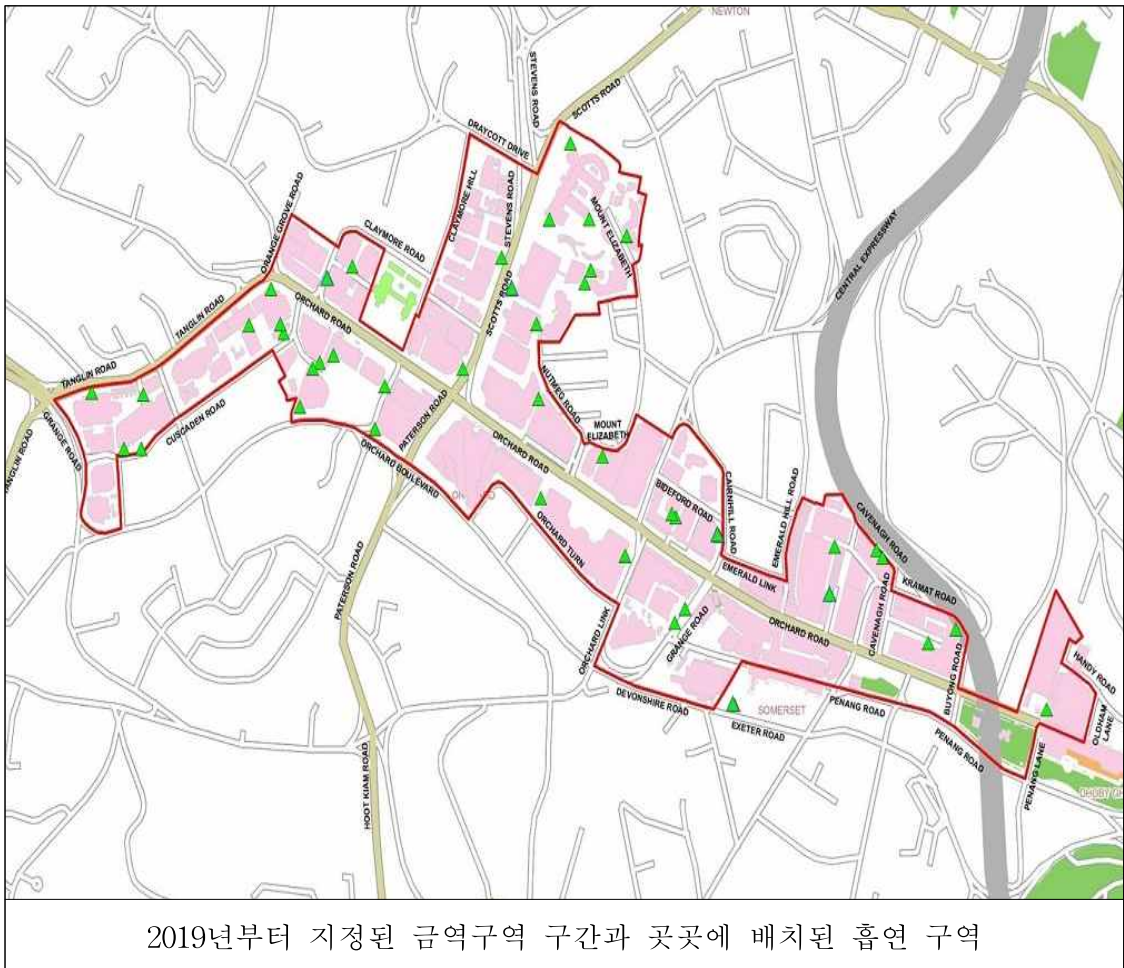 NEWTON
STEVENS ROAD
SCOTTS ROAD
DRAYCOTT DRIVE
CLAYMORE HILL
STEVENS ROAD
MOUNT ELIZABETH
ORANGE GROVE ROAD
CLAYMORE ROAD
CENTRAL EXPRESSWAY
TANGLIN ROAD
ORCHARD ROAD
SCOTTS ROAD
TANGLIN ROAD
GRANGE ROAD
CUSCADEN ROAD
NUTMEG ROAD
PATERSON ROAD
MOUNT
ELIZABETH
TANGLIN ROAD
ORCHARD BOULEVARD
ORCHARD ROAD
BIDEFORD ROAD
CAIRNHILL ROAD
EMERALD HILL ROAD
CAVENAGH ROAD
ORCHARD TURN
EMERALD LINK
KRAMAT ROAD
CAVENAGH ROAD
PATERSON ROAD
ORCHARD LINK
GRANGE ROAD
ORCHARD ROAD
BUYONG ROAD
HANDY ROAD
OLDHAM
LANE
DEVONSHIRE ROAD
SOMERSET
PENANG ROAD
EXETER ROAD
PENANG ROAD
PENANG LANE
HOOT KIAM ROAD
DHOBY GH
2019년부터 지정된 금역구역 구간과 곳곳에 배치된 흡연 구역